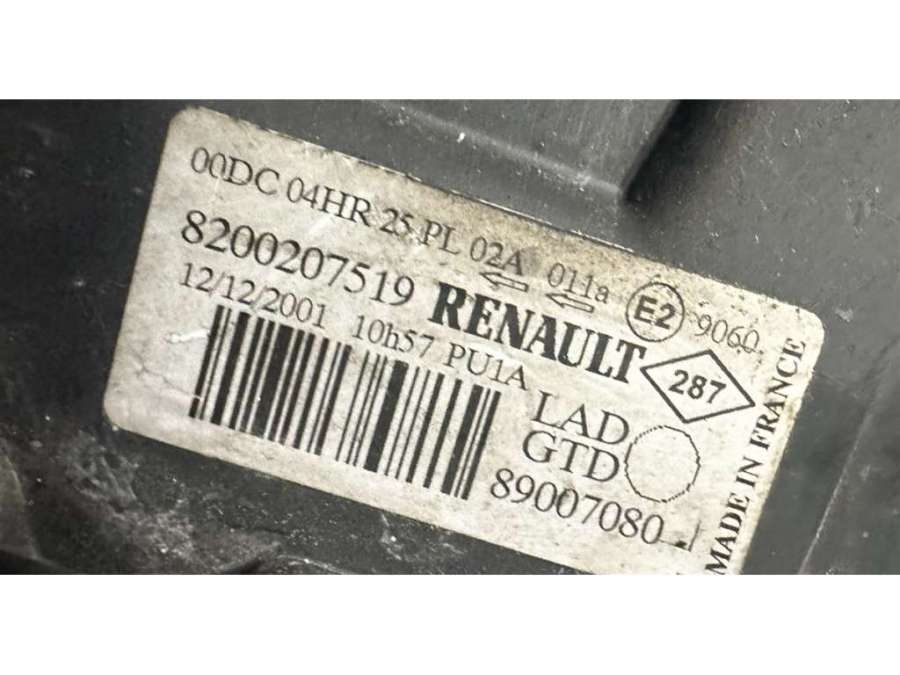 00DC 04HR 25 PL 02A 011a E2 9060
8200207519 RENAULT 287
12/12/2001 10h57 PU1A
LAD
GTD
89007080
MADE IN FRANCE